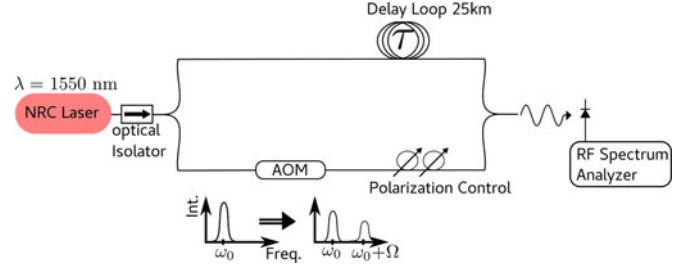 Delay Loop 25km
τ
λ = 1550 nm
NRC Laser
optical
Isolator
AOM
Polarization Control
RF Spectrum
Analyzer
Int.
ω₀
Freq.
ω₀
ω₀+Ω